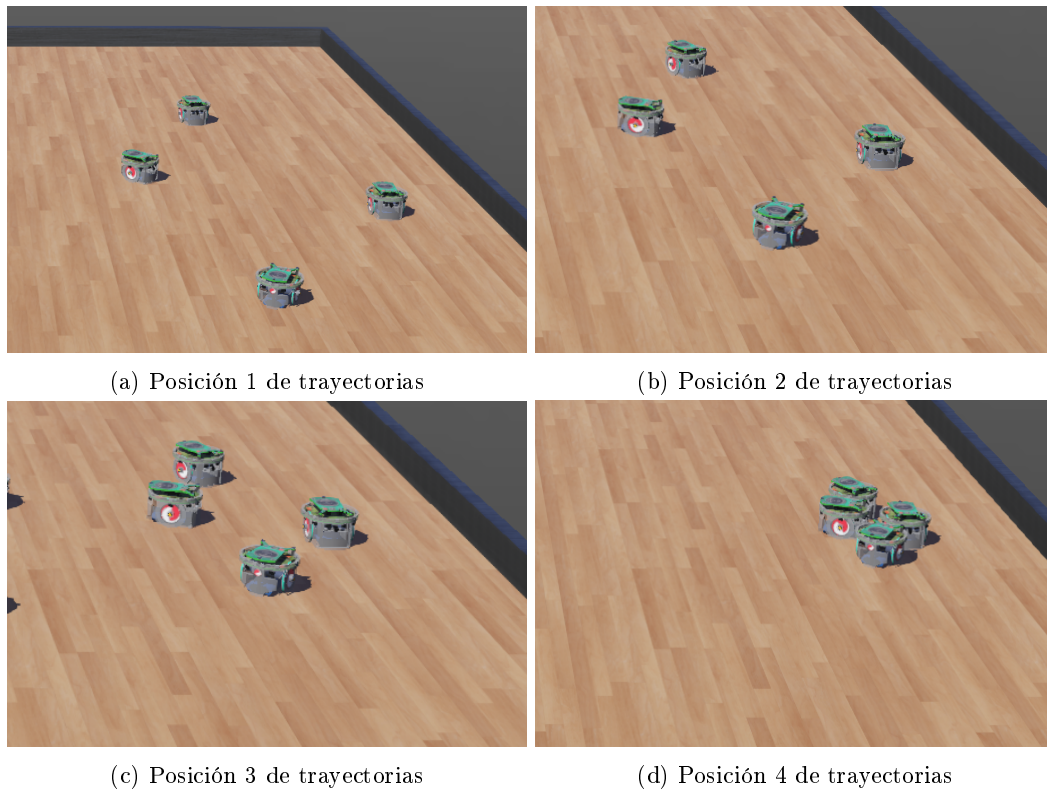 (a) Posición 1 de trayectorias
(b) Posición 2 de trayectorias
(c) Posición 3 de trayectorias
(d) Posición 4 de trayectorias